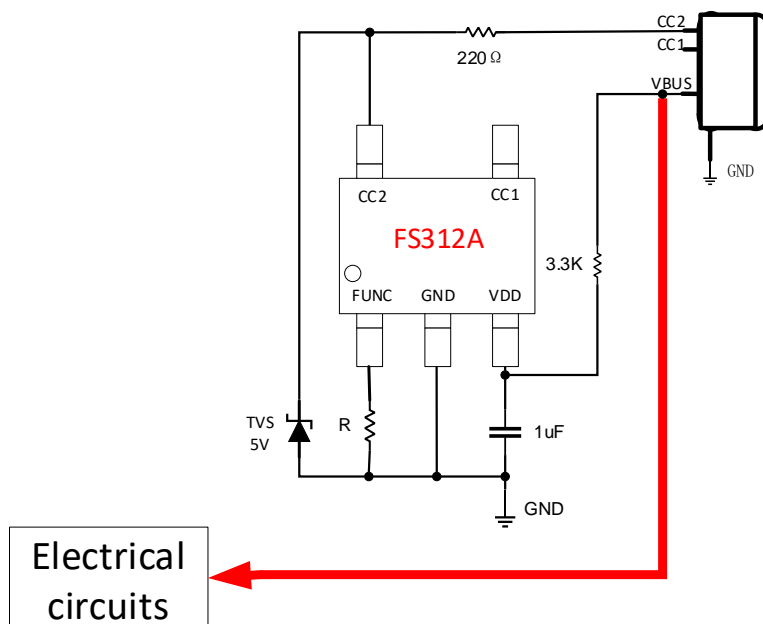 CC2
CC1
220Ω
VBUS
GND
CC2
CC1
FS312A
3.3K
FUNC
GND
VDD
TVS
5V
R
1uF
GND
Electrical
circuits